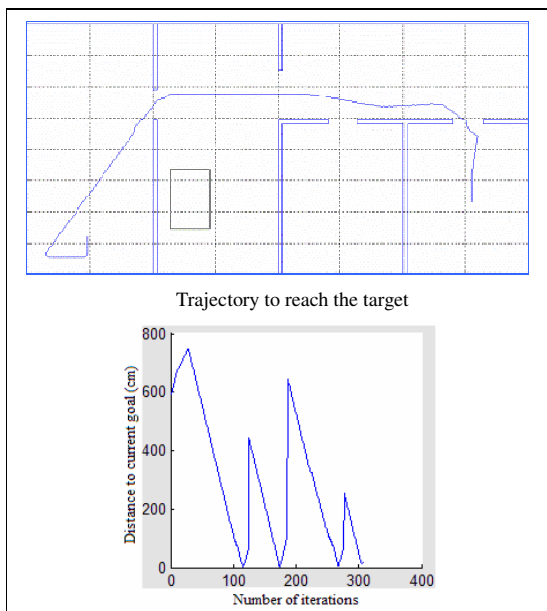 Trajectory to reach the target
800
600
400
200
0
Distance to current goal (cm)
0 100 200 300 400
Number of iterations